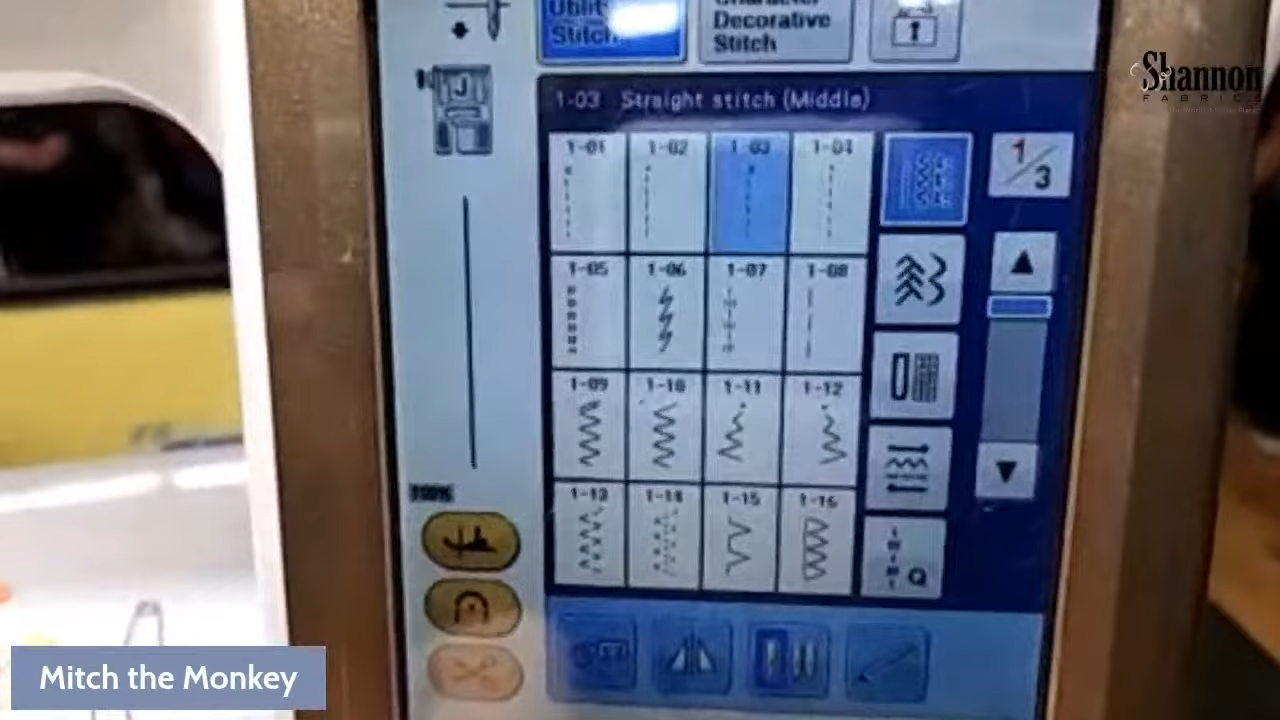 Utility
Stitch
Character
Decorative
Stitch
Shannon
FABRICS
J
1-03 Straight stitch (Middle)
1-01 1-02 1-03 1-04
1/3
1-05 1-06 1-07 1-08
1-09 1-10 1-11 1-12
100%
1-13 1-14 1-15 1-16
Q
Mitch the Monkey